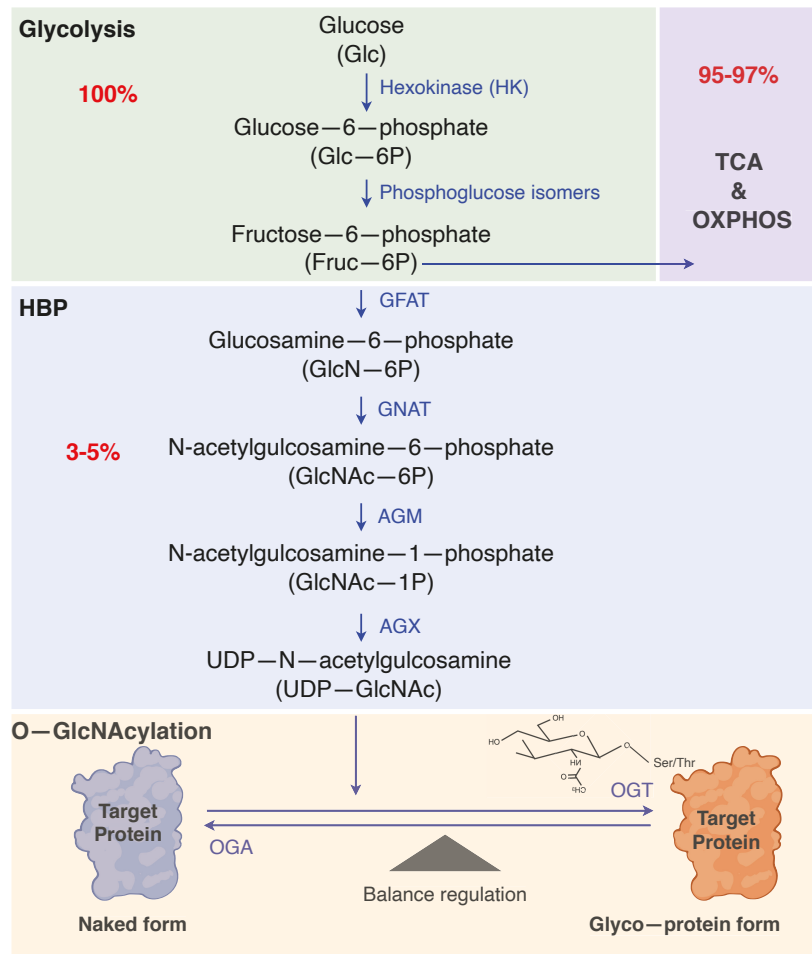 Glycolysis
Glucose
(Glc)
100%
95-97%
Hexokinase (HK)
Glucose—6—phosphate
(Glc—6P)
TCA
&
OXPHOS
Phosphoglucose isomers
Fructose—6—phosphate
(Fruc—6P)
HBP
GFAT
Glucosamine—6—phosphate
(GlcN—6P)
GNAT
3-5%
N-acetylgulcosamine—6—phosphate
(GlcNAc—6P)
AGM
N-acetylgulcosamine—1—phosphate
(GlcNAc—1P)
AGX
UDP—N—acetylgulcosamine
(UDP—GlcNAc)
O—GlcNAcylation
OH
HO
O
O
HN
O
CH₃
Ser/Thr
Target
Protein
OGT
OGA
Target
Protein
Balance regulation
Naked form
Glyco—protein form